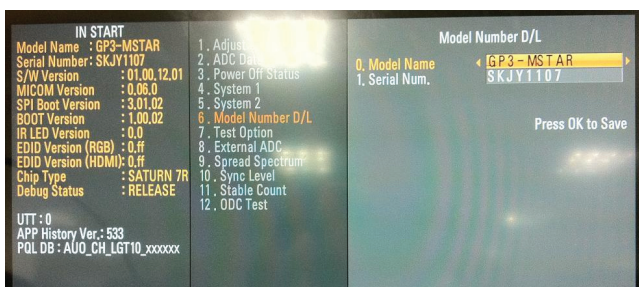 IN START
Model Name : GP3-MSTAR
Serial Number: SKJY1107
S/W Version : 01.00.12.01
MICOM Version : 0.06.0
SPI Boot Version : 3.01.02
BOOT Version : 1.00.02
IR LED Version : 0.0
EDID Version (RGB) : 0.ff
EDID Version (HDMI): 0.ff
Chip Type : SATURN 7R
Debug Status : RELEASE
UTT : 0
APP History Ver.: 533
PQL DB : AUO_CH_LGT10_xxxxxx
1. Adjust
2. ADC Data
3. Power Off Status
4. System 1
5. System 2
6. Model Number D/L
7. Test Option
8. External ADC
9. Spread Spectrum
10. Sync Level
11. Stable Count
12. ODC Test
Model Number D/L
0. Model Name GP3-MSTAR
1. Serial Num. SKJY1107
Press OK to Save